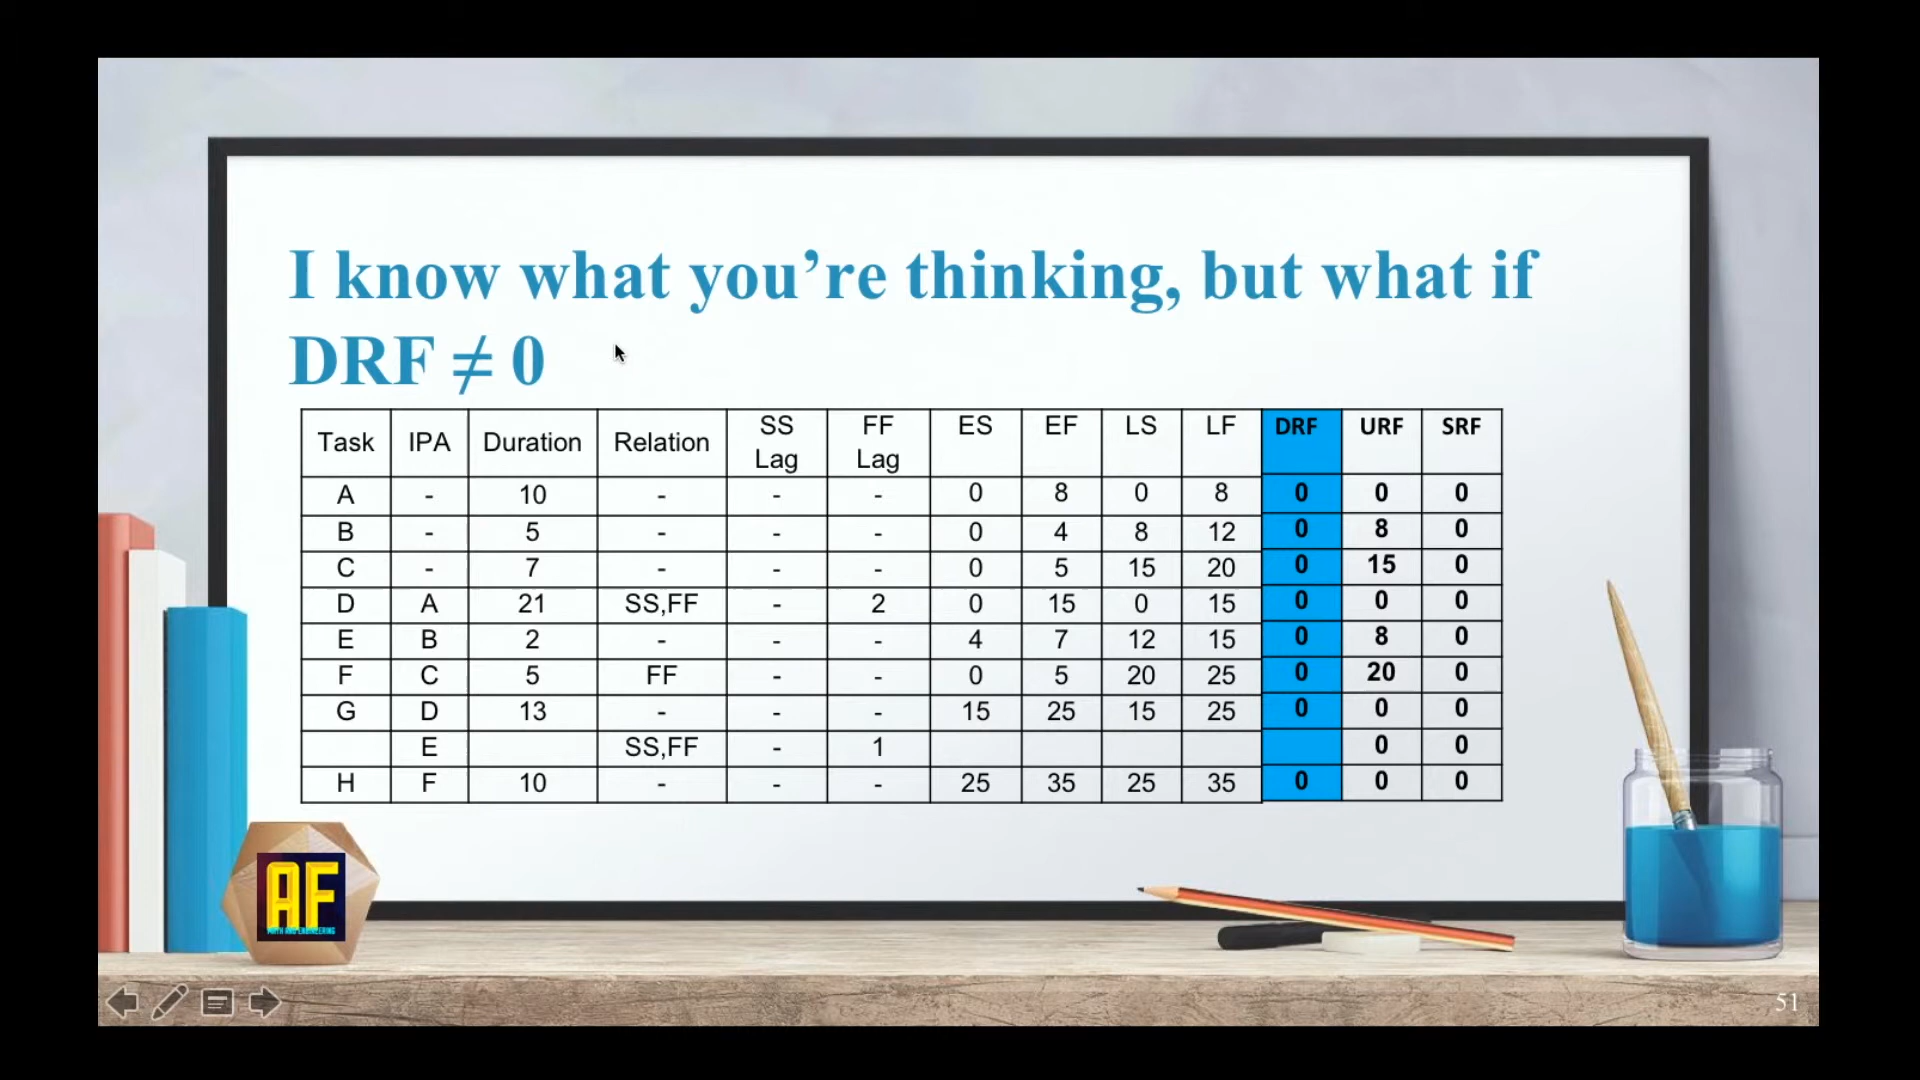 I know what you’re thinking, but what if
DRF ≠ 0
Task IPA Duration Relation SS Lag FF Lag ES EF LS LF DRF URF SRF
A - 10 - - - 0 8 0 8 0 0 0
B - 5 - - - 0 4 8 12 0 8 0
C - 7 - - - 0 5 15 20 0 15 0
D A 21 SS,FF - 2 0 15 0 15 0 0 0
E B 2 - - - 4 7 12 15 0 8 0
F C 5 FF - - 0 5 20 25 0 20 0
G D 13 - - - 15 25 15 25 0 0 0
E SS,FF - 1 0 0
H F 10 - - - 25 35 25 35 0 0 0
AF
MATH AND ENGINEERING
51